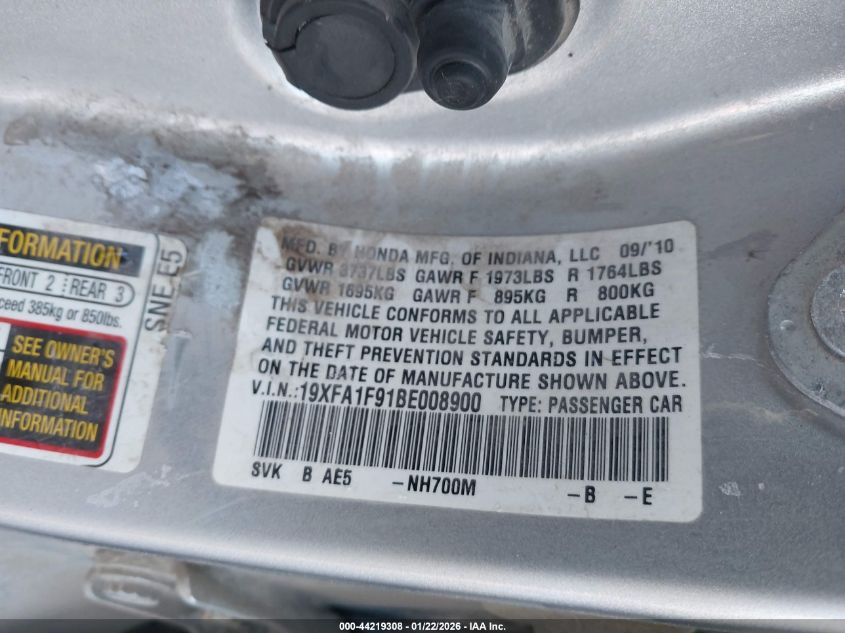 FORMATION
FRONT 2 REAR 3
ceed 385kg or 850lbs.
SEE OWNER'S
MANUAL FOR
ADDITIONAL
INFORMATION
SNE E5
MFD. BY HONDA MFG. OF INDIANA, LLC 09/'10
GVWR 3737LBS GAWR F 1973LBS R 1764LBS
GVWR 1695KG GAWR F 895KG R 800KG
THIS VEHICLE CONFORMS TO ALL APPLICABLE
FEDERAL MOTOR VEHICLE SAFETY, BUMPER,
AND THEFT PREVENTION STANDARDS IN EFFECT
ON THE DATE OF MANUFACTURE SHOWN ABOVE.
V.I.N.:19XFA1F91BE008900 TYPE: PASSENGER CAR
SVK B AE5 -NH700M -B -E
000-44219308 - 01/22/2026 - IAA Inc.